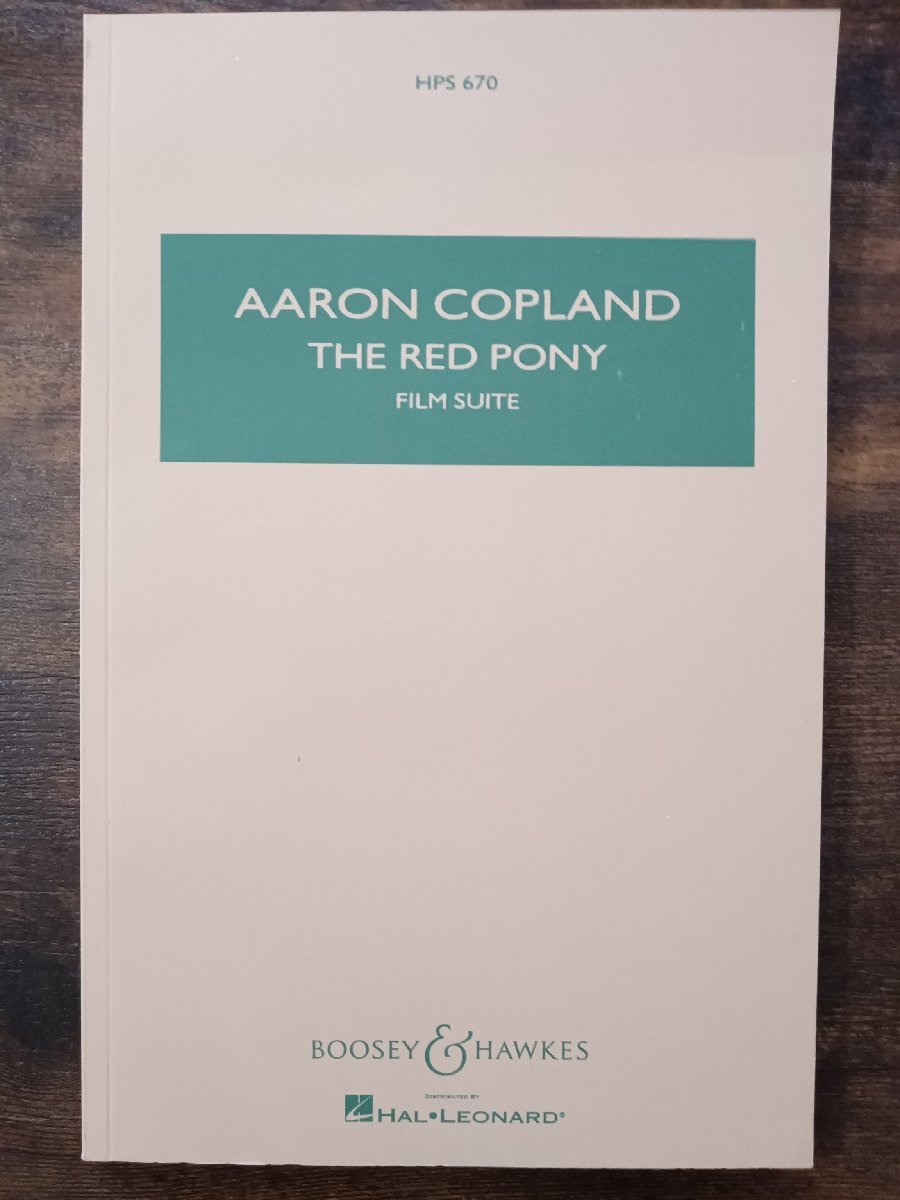 HPS 670
AARON COPLAND
THE RED PONY
FILM SUITE
BOOSEY & HAWKES
DISTRIBUTED BY
HAL•LEONARD®